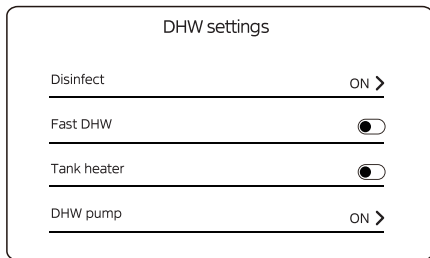 DHW settings
Disinfect ON
Fast DHW
Tank heater
DHW pump ON